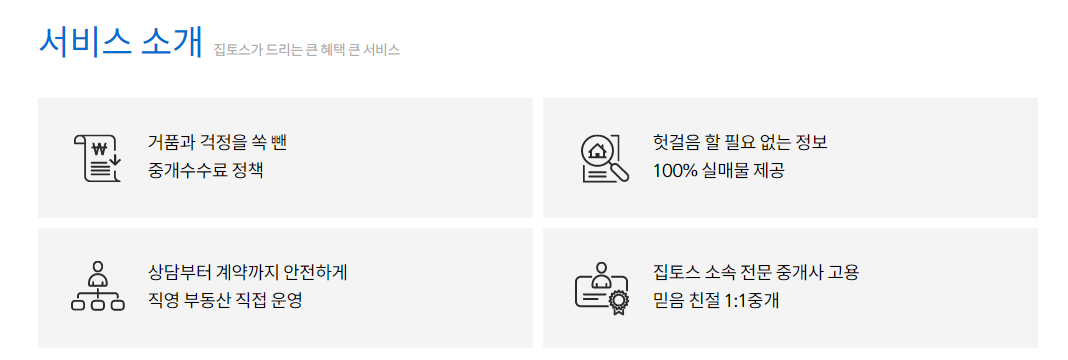 서비스 소개 집토스가 드리는 큰 혜택 큰 서비스
거품과 걱정을 쏙 뺀
중개수수료 정책
헛걸음 할 필요 없는 정보
100% 실매물 제공
상담부터 계약까지 안전하게
직영 부동산 직접 운영
집토스 소속 전문 중개사 고용
믿음 친절 1:1중개